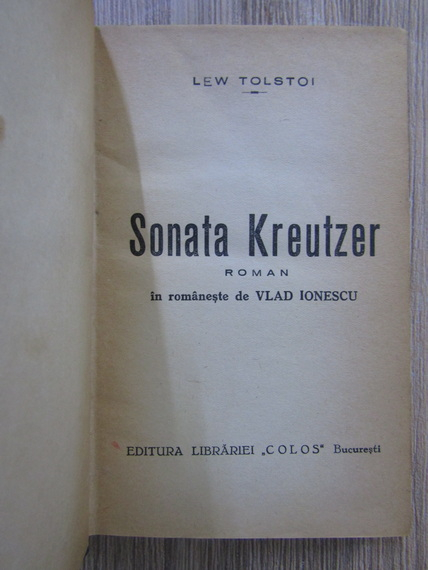 LEW TOLSTOI
Sonata Kreutzer
ROMAN
în românește de VLAD IONESCU
EDITURA LIBRĂRIEI „COLOS" București